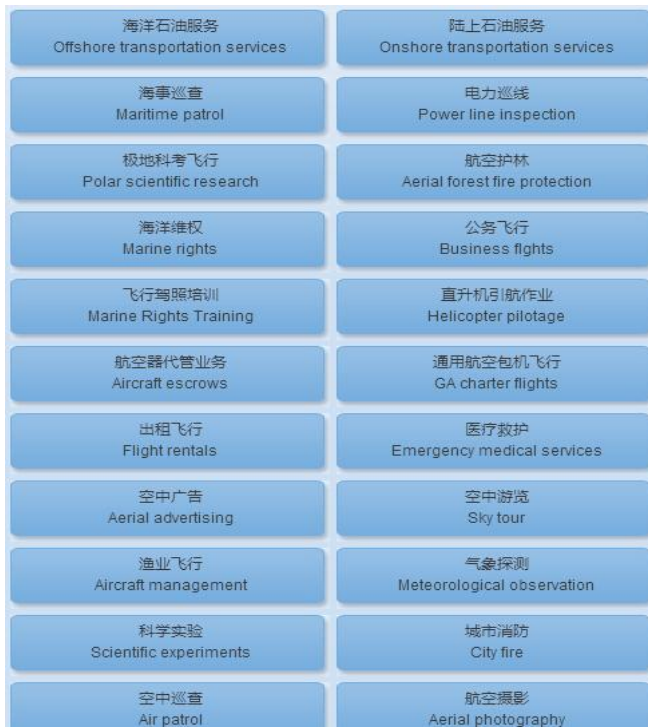 海洋石油服务
Offshore transportation services
陆上石油服务
Onshore transportation services
海事巡查
Maritime patrol
电力巡线
Power line inspection
极地科考飞行
Polar scientific research
航空护林
Aerial forest fire protection
海洋维权
Marine rights
公务飞行
Business flghts
飞行驾照培训
Marine Rights Training
直升机引航作业
Helicopter pilotage
航空器代管业务
Aircraft escrows
通用航空包机飞行
GA charter flights
出租飞行
Flight rentals
医疗救护
Emergency medical services
空中广告
Aerial advertising
空中游览
Sky tour
渔业飞行
Aircraft management
气象探测
Meteorological observation
科学实验
Scientific experiments
城市消防
City fire
空中巡查
Air patrol
航空摄影
Aerial photography